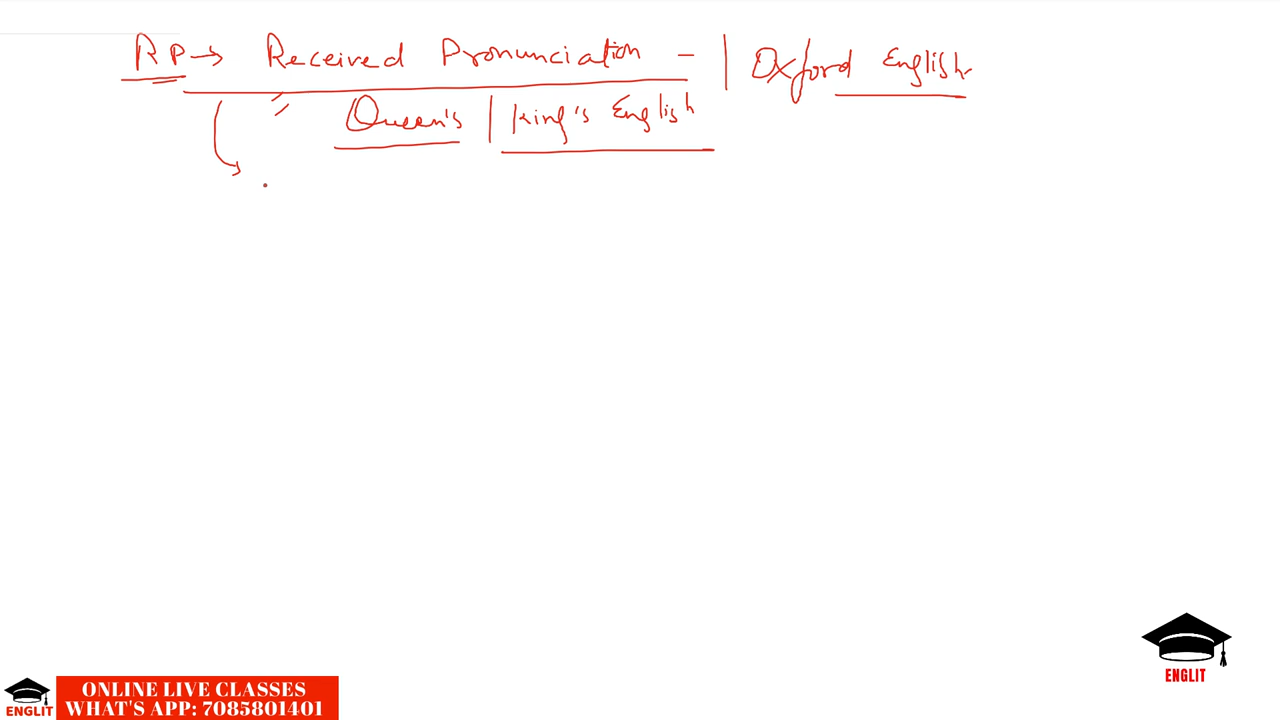 RP → Received Pronunciation - | Oxford English
Queen's | King's English
ENGLIT
ONLINE LIVE CLASSES
WHAT'S APP: 7085801401
ENGLIT